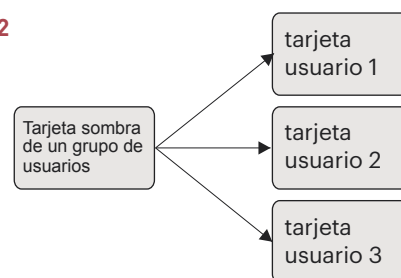 2
Tarjeta sombra
de un grupo de
usuarios
tarjeta
usuario 1
tarjeta
usuario 2
tarjeta
usuario 3